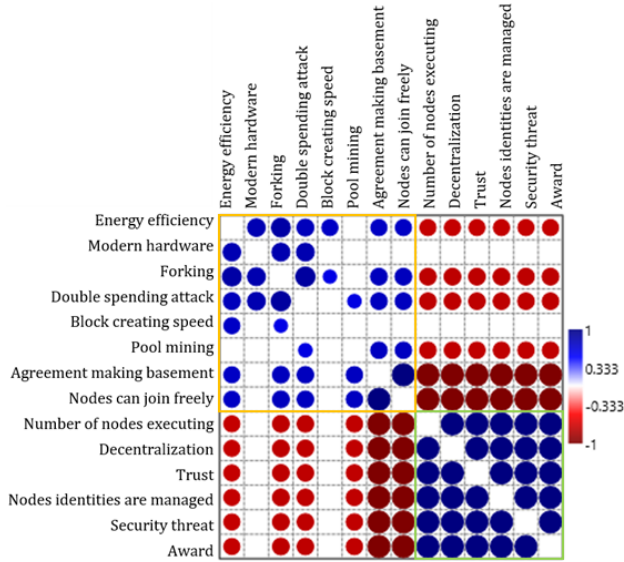 Energy efficiency
Modern hardware
Forking
Double spending attack
Block creating speed
Pool mining
Agreement making basement
Nodes can join freely
Number of nodes executing
Decentralization
Trust
Nodes identities are managed
Security threat
Award
Energy efficiency
Modern hardware
Forking
Double spending attack
Block creating speed
Pool mining
Agreement making basement
Nodes can join freely
Number of nodes executing
Decentralization
Trust
Nodes identities are managed
Security threat
Award
1
0.333
-0.333
-1